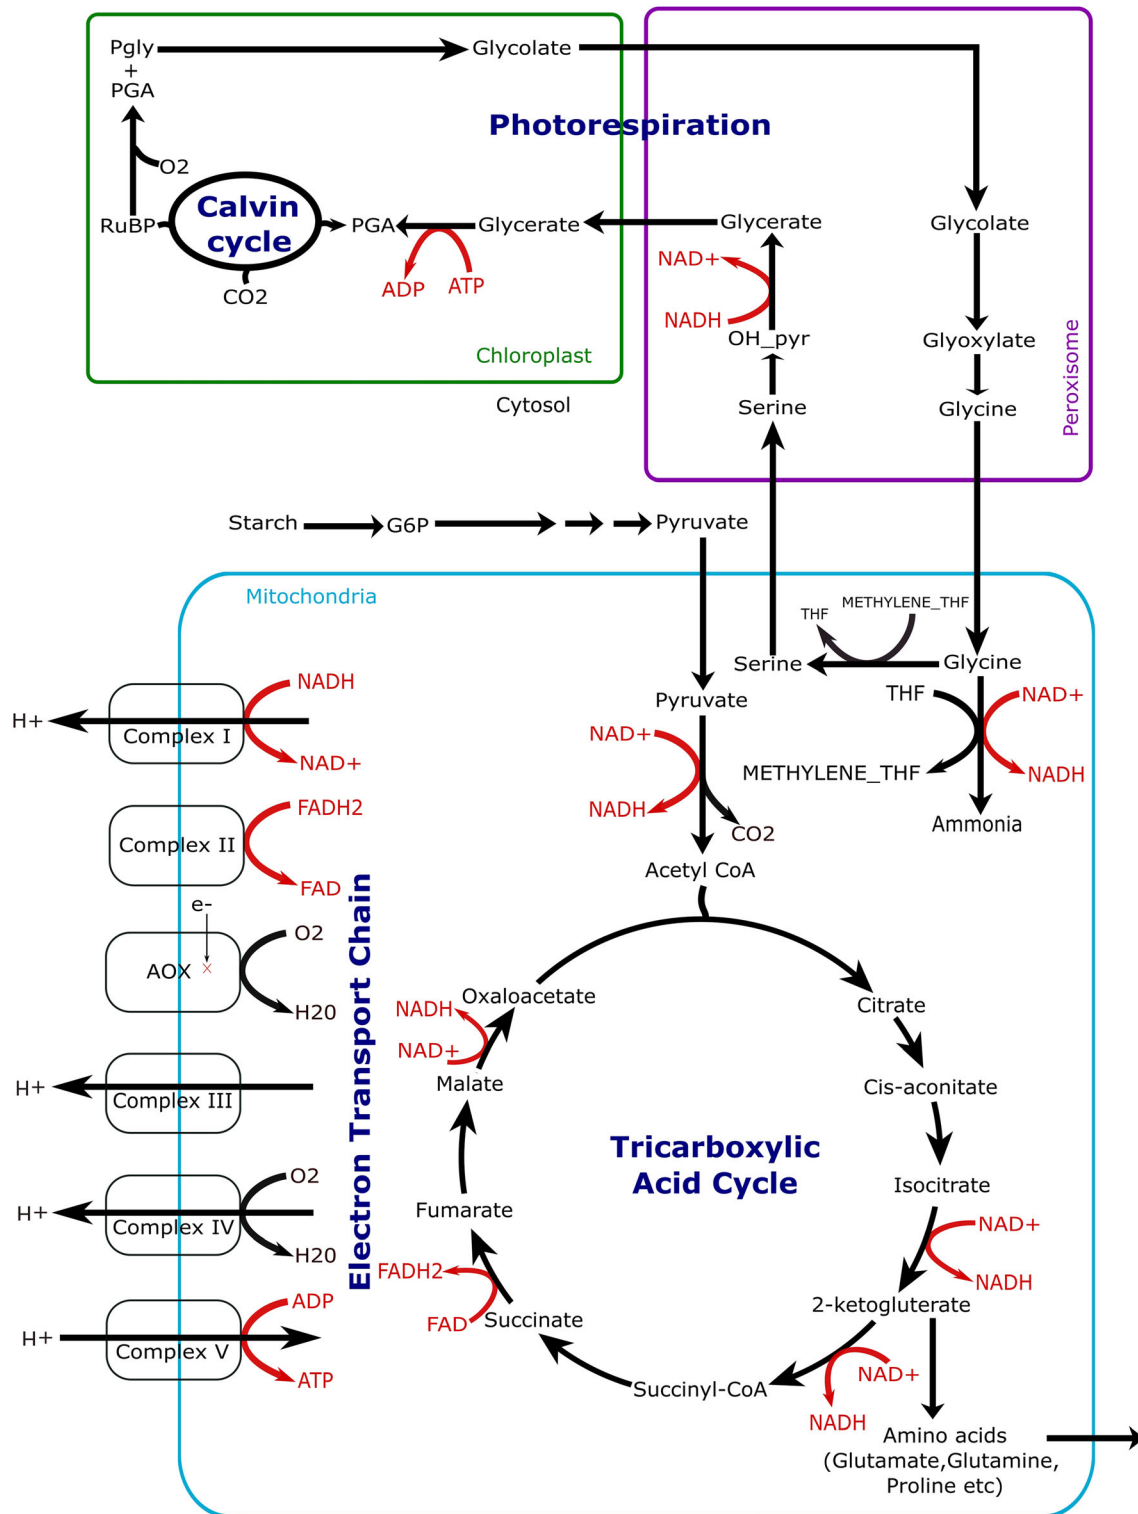 Pgly
+
PGA
Glycolate
Photorespiration
O2
RuBP
Calvin
cycle
CO2
PGA
Glycerate
ADP
ATP
Chloroplast
Cytosol
Glycerate
NAD+
NADH
OH_pyr
Serine
Glycolate
Glyoxylate
Glycine
Peroxisome
Starch
G6P
Pyruvate
Mitochondria
THF
METHYLENE_THF
Serine
Glycine
THF
NAD+
METHYLENE_THF
NADH
Ammonia
Pyruvate
NAD+
NADH
CO2
Acetyl CoA
H+
Complex I
NADH
NAD+
Complex II
FADH2
FAD
e-
AOX
x
O2
H20
H+
Complex III
H+
Complex IV
O2
H20
H+
Complex V
ADP
ATP
Electron Transport Chain
Tricarboxylic
Acid Cycle
Oxaloacetate
Citrate
Cis-aconitate
Isocitrate
NAD+
NADH
2-ketogluterate
NAD+
NADH
Amino acids
(Glutamate,Glutamine,
Proline etc)
Succinyl-CoA
Succinate
FADH2
FAD
Fumarate
Malate
NADH
NAD+